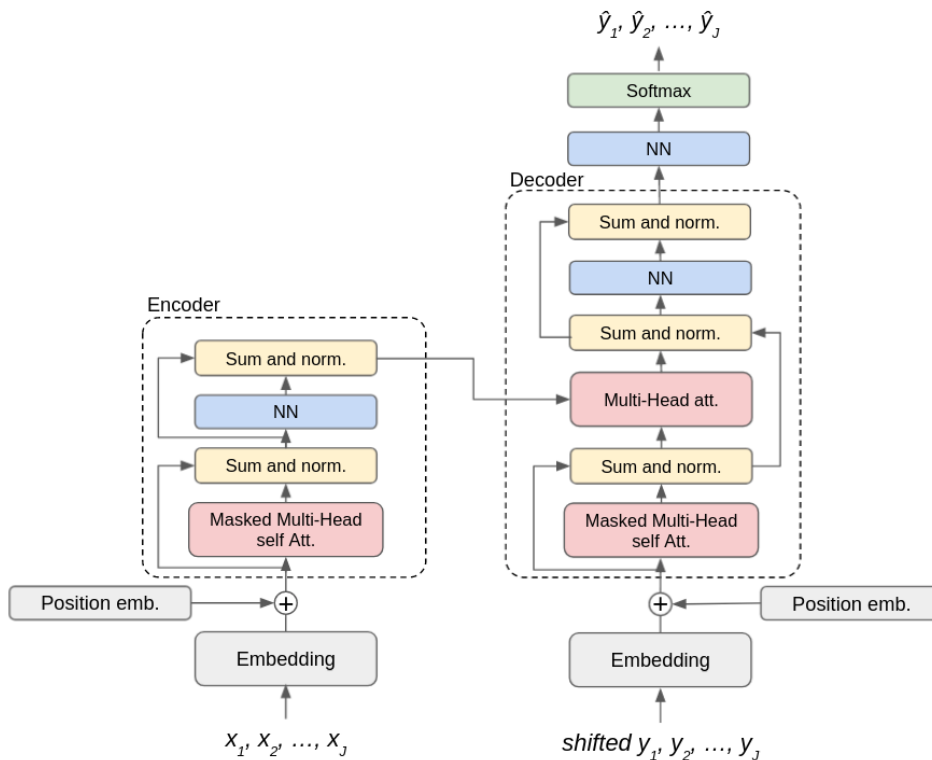 ŷ1, ŷ2, ..., ŷJ
Softmax
NN
Decoder
Sum and norm.
NN
Sum and norm.
Multi-Head att.
Sum and norm.
Masked Multi-Head
self Att.
Position emb.
Embedding
shifted y1, y2, ..., yJ
Encoder
Sum and norm.
NN
Sum and norm.
Masked Multi-Head
self Att.
Position emb.
Embedding
x1, x2, ..., xJ